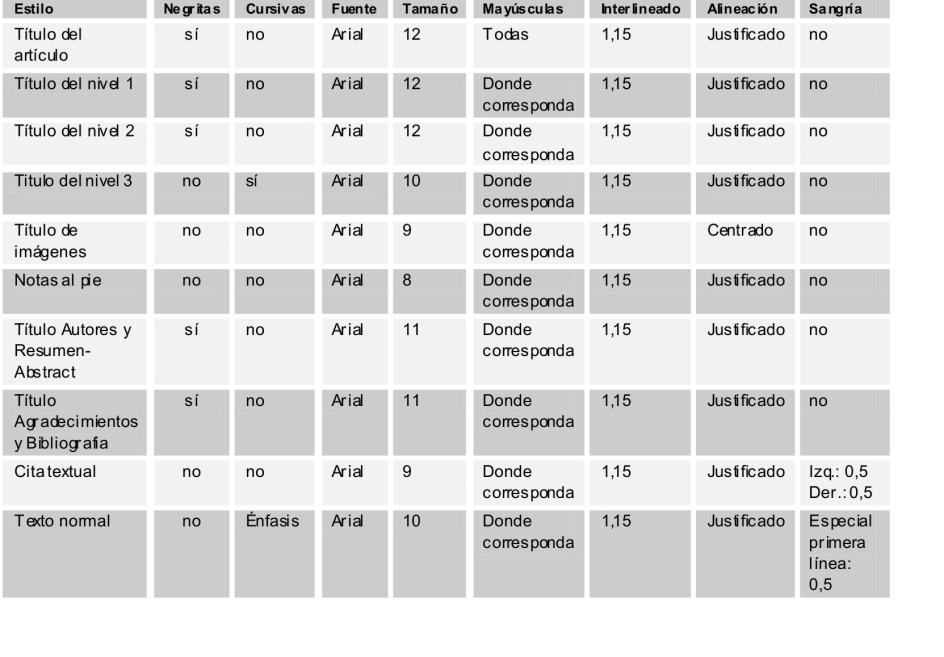 Estilo Negritas Cursivas Fuente Tamaño Mayúsculas Interlineado Alineación Sangría
Título del sí no Arial 12 Todas 1,15 Justificado no
artículo
Título del nivel 1 sí no Arial 12 Donde 1,15 Justificado no
corresponda
Título del nivel 2 sí no Arial 12 Donde 1,15 Justificado no
corresponda
Titulo del nivel 3 no sí Arial 10 Donde 1,15 Justificado no
corresponda
Título de no no Arial 9 Donde 1,15 Centrado no
imágenes corresponda
Notas al pie no no Arial 8 Donde 1,15 Justificado no
corresponda
Título Autores y sí no Arial 11 Donde 1,15 Justificado no
Resumen- corresponda
Abstract
Título sí no Arial 11 Donde 1,15 Justificado no
Agradecimientos corresponda
y Bibliografía
Cita textual no no Arial 9 Donde 1,15 Justificado Izq.: 0,5
corresponda Der.: 0,5
Texto normal no Énfasis Arial 10 Donde 1,15 Justificado Especial
corresponda primera
línea:
0,5